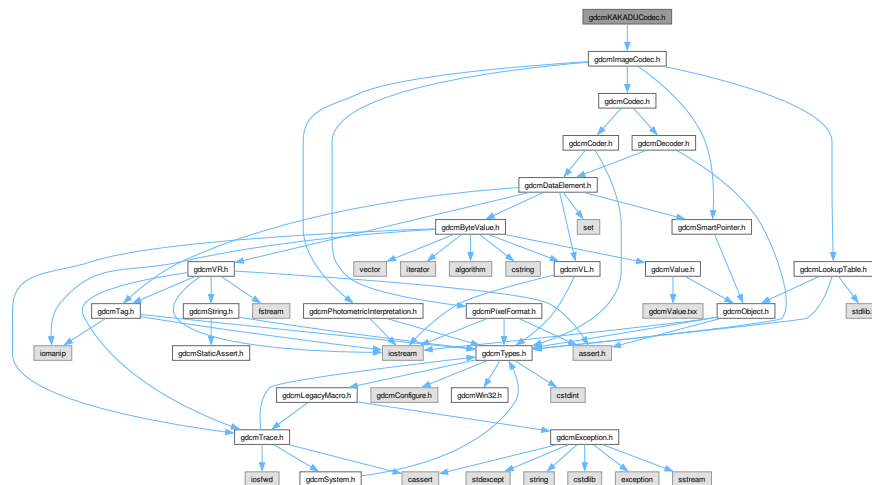 gdcmKAKADUCodec.h
gdcmImageCodec.h
gdcmCodec.h
gdcmCoder.h
gdcmDecoder.h
gdcmDataElement.h
gdcmByteValue.h
set
gdcmSmartPointer.h
gdcmVR.h
vector
iterator
algorithm
cstring
gdcmVL.h
gdcmValue.h
gdcmLookupTable.h
gdcmTag.h
gdcmString.h
fstream
gdcmPhotometricInterpretation.h
gdcmPixelFormat.h
gdcmValue.txx
gdcmObject.h
stdlib.
iomanip
gdcmStaticAssert.h
iostream
gdcmTypes.h
assert.h
gdcmLegacyMacro.h
gdcmConfigure.h
gdcmWin32.h
cstdint
gdcmTrace.h
gdcmException.h
iosfwd
gdcmSystem.h
cassert
stdexcept
string
cstdlib
exception
sstream